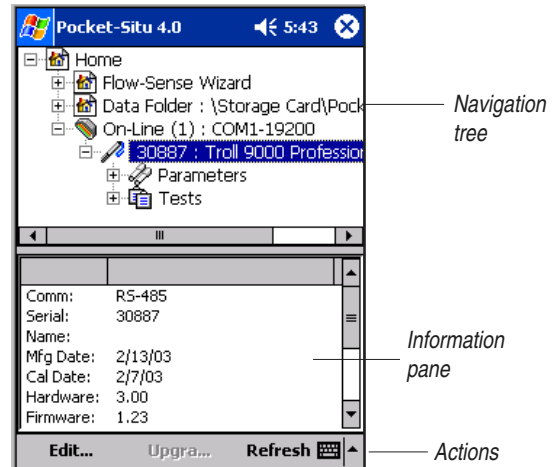 Pocket-Situ 4.0 5:43
Home
Flow-Sense Wizard
Data Folder : \Storage Card\Pock
On-Line (1) : COM1-19200
30887 : Troll 9000 Profession
Parameters
Tests
Navigation
tree
Comm: RS-485
Serial: 30887
Name:
Mfg Date: 2/13/03
Cal Date: 2/7/03
Hardware: 3.00
Firmware: 1.23
Information
pane
Edit... Upgra... Refresh
Actions